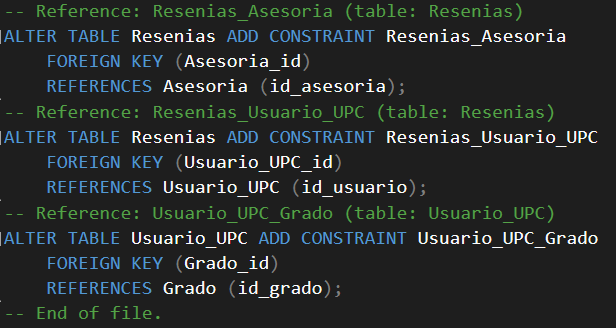 -- Reference: Resenias_Asesoria (table: Resenias)
ALTER TABLE Resenias ADD CONSTRAINT Resenias_Asesoria
    FOREIGN KEY (Asesoria_id)
    REFERENCES Asesoria (id_asesoria);
-- Reference: Resenias_Usuario_UPC (table: Resenias)
ALTER TABLE Resenias ADD CONSTRAINT Resenias_Usuario_UPC
    FOREIGN KEY (Usuario_UPC_id)
    REFERENCES Usuario_UPC (id_usuario);
-- Reference: Usuario_UPC_Grado (table: Usuario_UPC)
ALTER TABLE Usuario_UPC ADD CONSTRAINT Usuario_UPC_Grado
    FOREIGN KEY (Grado_id)
    REFERENCES Grado (id_grado);
-- End of file.